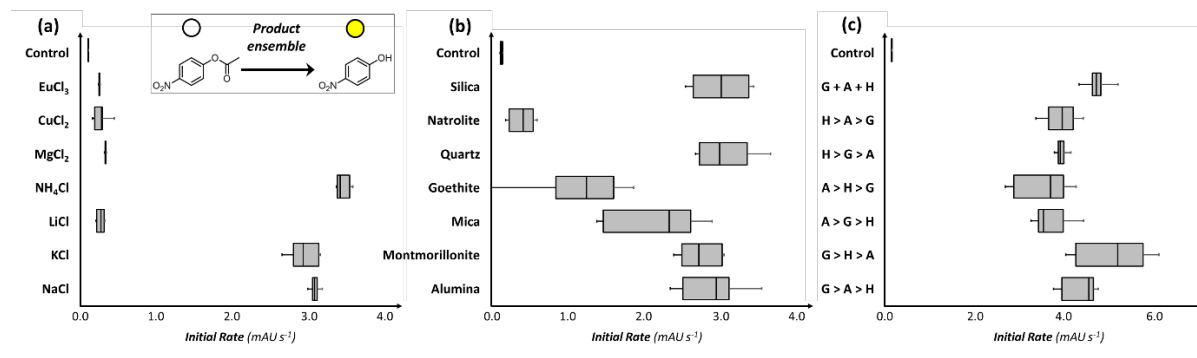 (a)
Product
ensemble
O
O
O₂N
OH
O₂N
Control
EuCl₃
CuCl₂
MgCl₂
NH₄Cl
LiCl
KCl
NaCl
0.0 1.0 2.0 3.0 4.0
Initial Rate (mAU s⁻¹)
(b)
Control
Silica
Natrolite
Quartz
Goethite
Mica
Montmorillonite
Alumina
0.0 1.0 2.0 3.0 4.0
Initial Rate (mAU s⁻¹)
(c)
Control
G + A + H
H > A > G
H > G > A
A > H > G
A > G > H
G > H > A
G > A > H
0.0 2.0 4.0 6.0
Initial Rate (mAU s⁻¹)